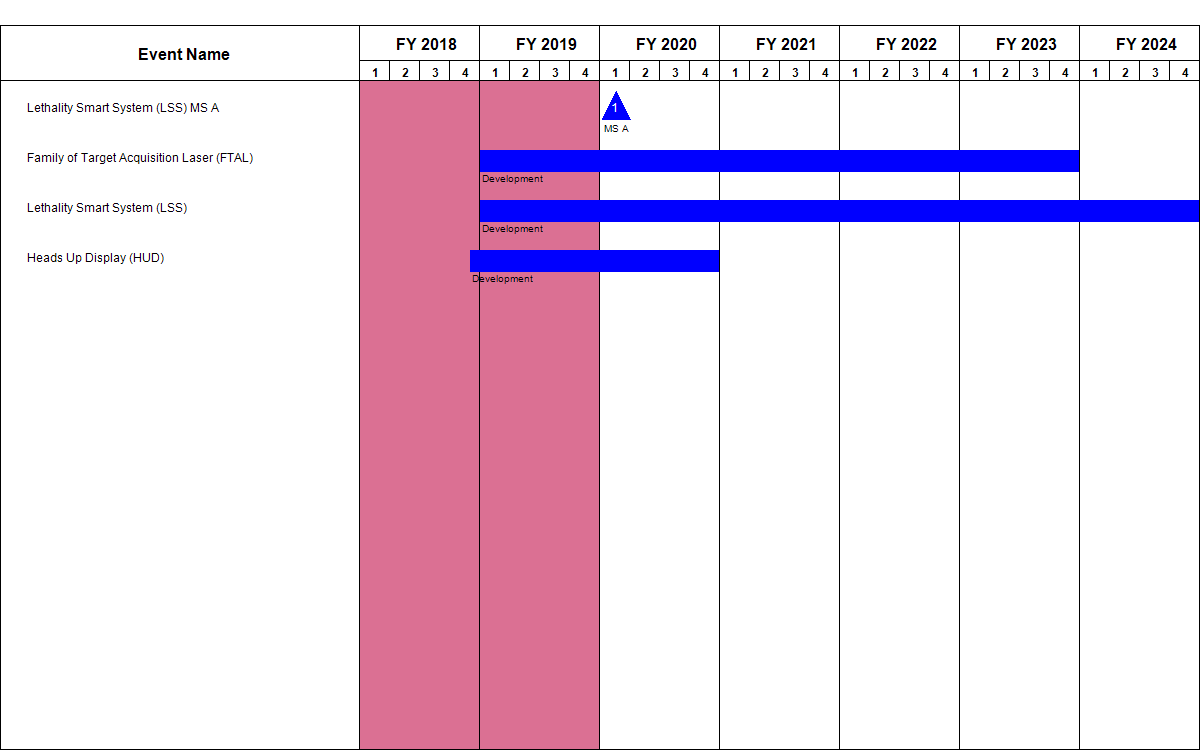 Event Name
FY 2018 FY 2019 FY 2020 FY 2021 FY 2022 FY 2023 FY 2024
1 2 3 4 1 2 3 4 1 2 3 4 1 2 3 4 1 2 3 4 1 2 3 4 1 2 3 4
Lethality Smart System (LSS) MS A
1
MS A
Family of Target Acquisition Laser (FTAL)
Development
Lethality Smart System (LSS)
Development
Heads Up Display (HUD)
Development